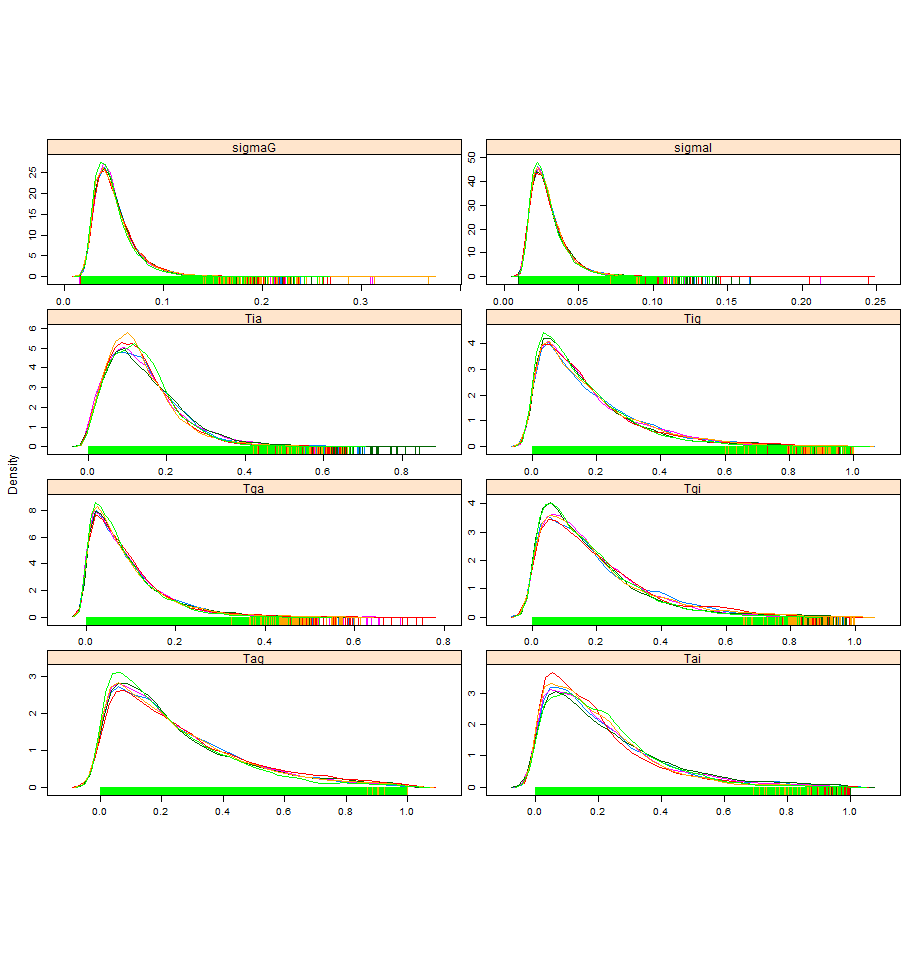 sigmaG
sigmaI
0 5 10 15 20 25
0 10 20 30 40 50
0.0 0.1 0.2 0.3
0.00 0.05 0.10 0.15 0.20 0.25
Tia
Tig
0 1 2 3 4 5 6
0 1 2 3 4
0.0 0.2 0.4 0.6 0.8
0.0 0.2 0.4 0.6 0.8 1.0
Density
Tga
Tgi
0 2 4 6 8
0 1 2 3 4
0.0 0.2 0.4 0.6 0.8
0.0 0.2 0.4 0.6 0.8 1.0
Tag
Tai
0 1 2 3
0 1 2 3
0.0 0.2 0.4 0.6 0.8 1.0
0.0 0.2 0.4 0.6 0.8 1.0